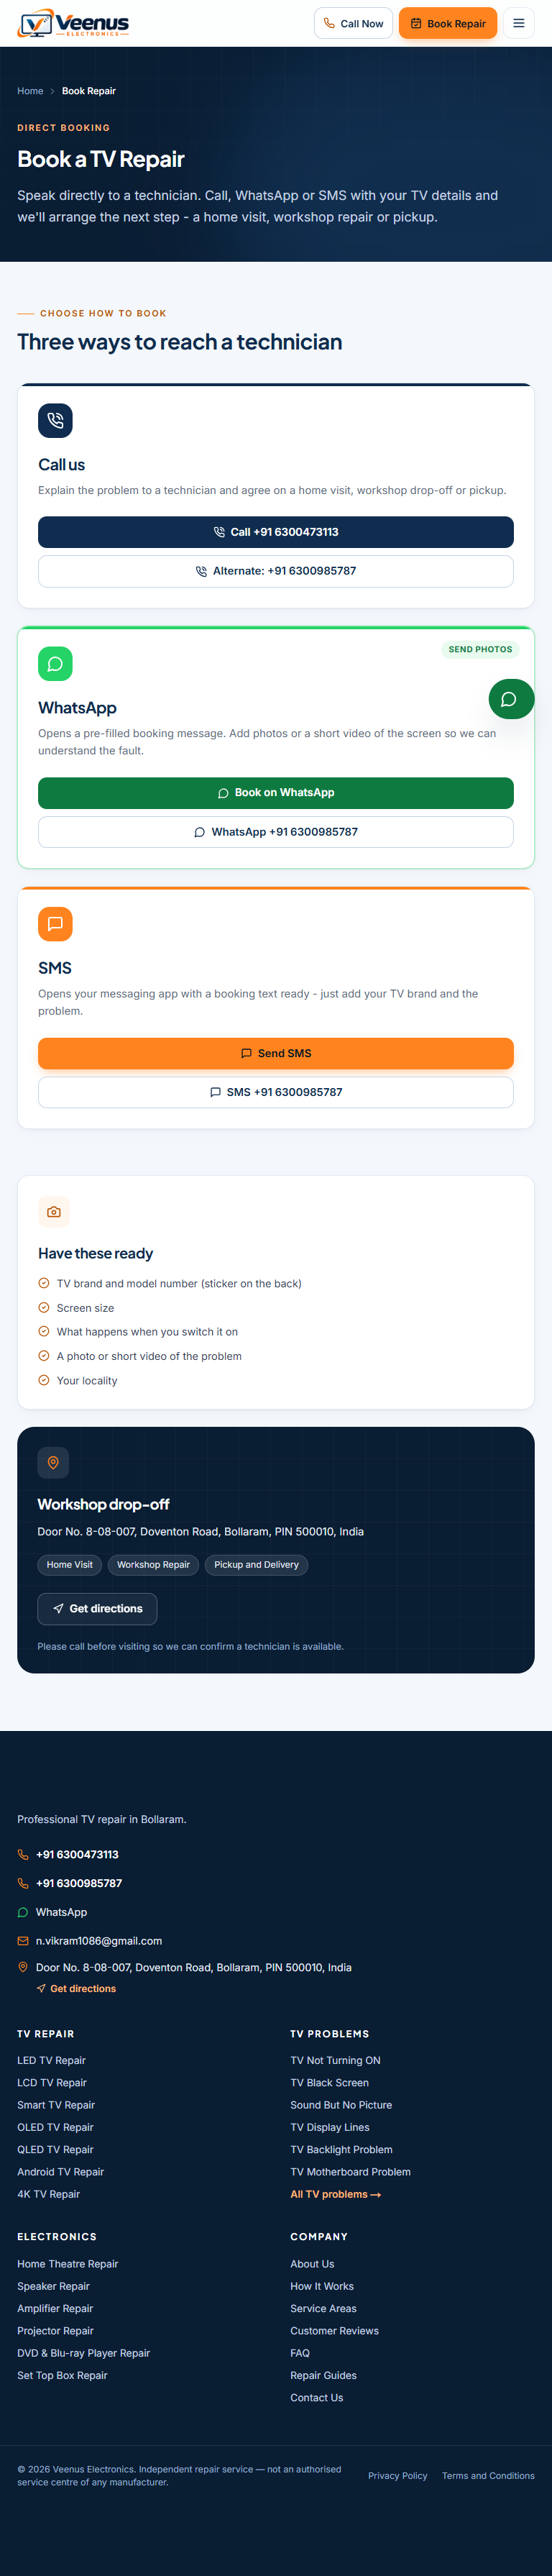 Veenus
ELECTRONICS
Call Now
Book Repair
Home > Book Repair
DIRECT BOOKING
Book a TV Repair
Speak directly to a technician. Call, WhatsApp or SMS with your TV details and
we'll arrange the next step - a home visit, workshop repair or pickup.
CHOOSE HOW TO BOOK
Three ways to reach a technician
Call us
Explain the problem to a technician and agree on a home visit, workshop drop-off or pickup.
Call +91 6300473113
Alternate: +91 6300985787
SEND PHOTOS
WhatsApp
Opens a pre-filled booking message. Add photos or a short video of the screen so we can
understand the fault.
Book on WhatsApp
WhatsApp +91 6300985787
SMS
Opens your messaging app with a booking text ready - just add your TV brand and the
problem.
Send SMS
SMS +91 6300985787
Have these ready
TV brand and model number (sticker on the back)
Screen size
What happens when you switch it on
A photo or short video of the problem
Your locality
Workshop drop-off
Door No. 8-08-007, Doventon Road, Bollaram, PIN 500010, India
Home Visit
Workshop Repair
Pickup and Delivery
Get directions
Please call before visiting so we can confirm a technician is available.
Professional TV repair in Bollaram.
+91 6300473113
+91 6300985787
WhatsApp
n.vikram1086@gmail.com
Door No. 8-08-007, Doventon Road, Bollaram, PIN 500010, India
Get directions
TV REPAIR
LED TV Repair
LCD TV Repair
Smart TV Repair
OLED TV Repair
QLED TV Repair
Android TV Repair
4K TV Repair
TV PROBLEMS
TV Not Turning ON
TV Black Screen
Sound But No Picture
TV Display Lines
TV Backlight Problem
TV Motherboard Problem
All TV problems →
ELECTRONICS
Home Theatre Repair
Speaker Repair
Amplifier Repair
Projector Repair
DVD & Blu-ray Player Repair
Set Top Box Repair
COMPANY
About Us
How It Works
Service Areas
Customer Reviews
FAQ
Repair Guides
Contact Us
© 2026 Veenus Electronics. Independent repair service — not an authorised
service centre of any manufacturer.
Privacy Policy
Terms and Conditions